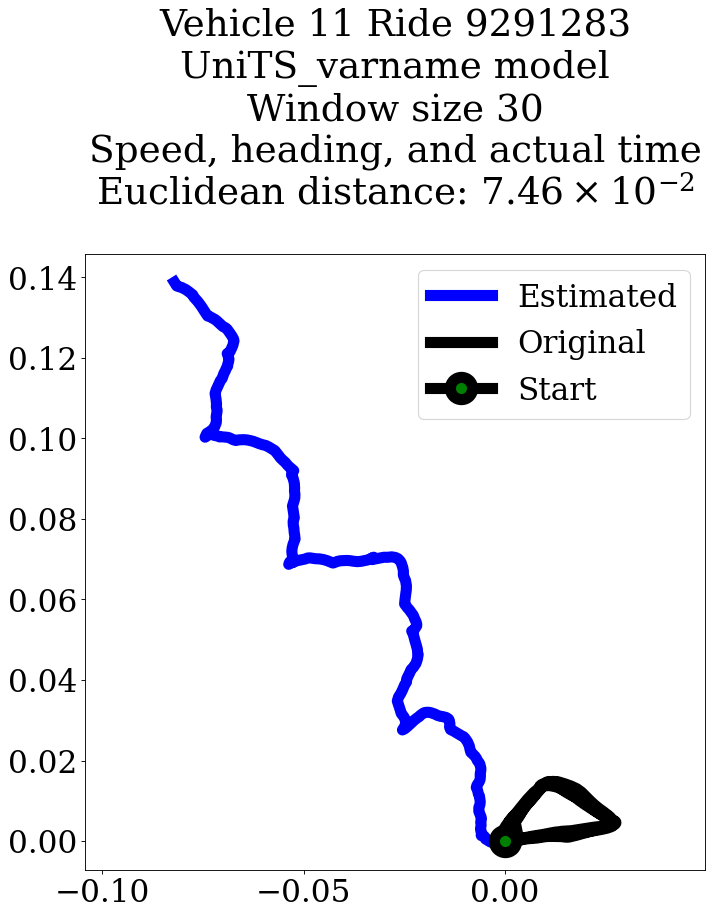 Vehicle 11 Ride 9291283
UniTS_varname model
Window size 30
Speed, heading, and actual time
Euclidean distance: 7.46 × 10⁻²
Estimated
Original
Start
0.14
0.12
0.10
0.08
0.06
0.04
0.02
0.00
−0.10
−0.05
0.00